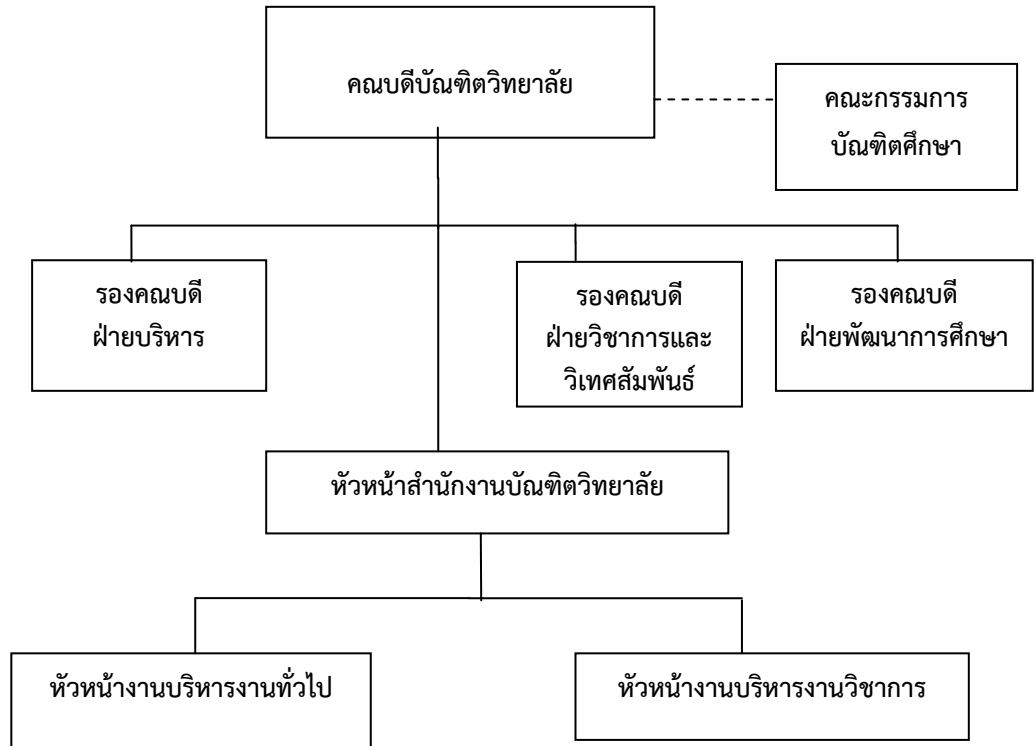 คณบดีบัณฑิตวิทยาลัย
คณะกรรมการ
บัณฑิตศึกษา
รองคณบดี
ฝ่ายบริหาร
รองคณบดี
ฝ่ายวิชาการและ
วิเทศสัมพันธ์
รองคณบดี
ฝ่ายพัฒนาการศึกษา
หัวหน้าสำนักงานบัณฑิตวิทยาลัย
หัวหน้างานบริหารงานทั่วไป
หัวหน้างานบริหารงานวิชาการ